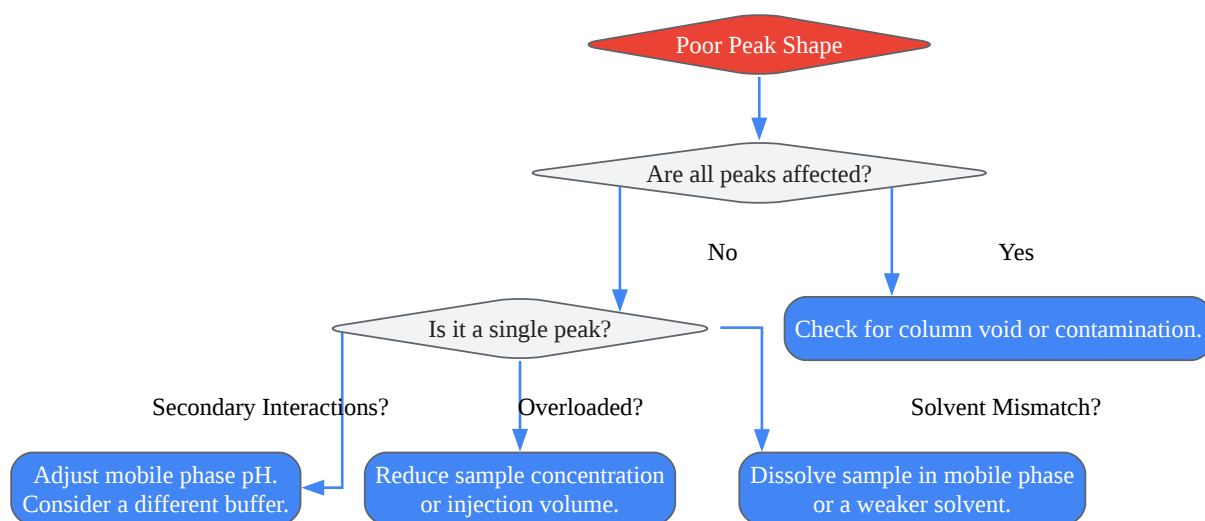 Poor Peak Shape
Are all peaks affected?
No
Yes
Is it a single peak?
Check for column void or contamination.
Secondary Interactions?
Overloaded?
Solvent Mismatch?
Adjust mobile phase pH.
Consider a different buffer.
Reduce sample concentration
or injection volume.
Dissolve sample in mobile phase
or a weaker solvent.